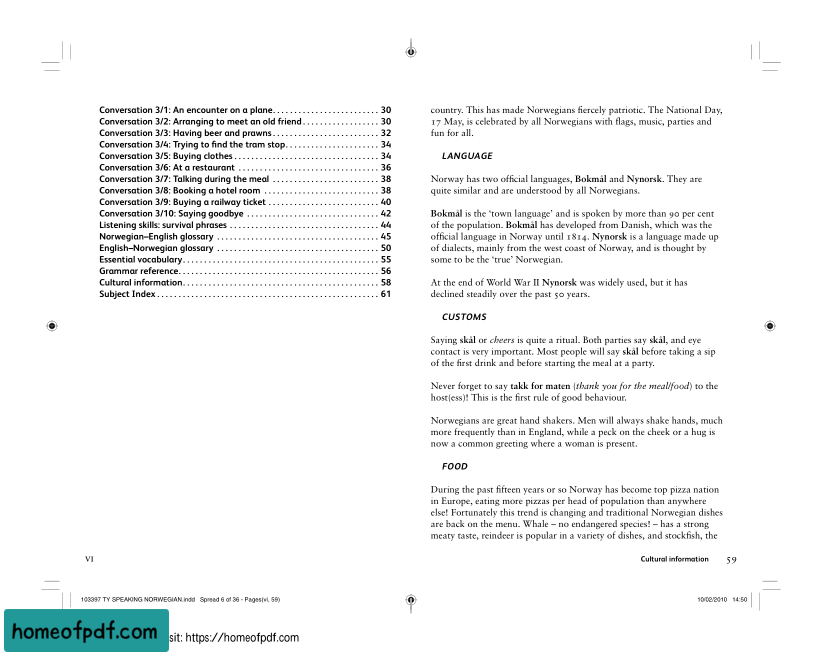 Conversation 3/1: An encounter on a plane......................... 30
Conversation 3/2: Arranging to meet an old friend.................. 30
Conversation 3/3: Having beer and prawns......................... 32
Conversation 3/4: Trying to find the tram stop...................... 34
Conversation 3/5: Buying clothes.................................. 34
Conversation 3/6: At a restaurant ................................. 36
Conversation 3/7: Talking during the meal ......................... 38
Conversation 3/8: Booking a hotel room ........................... 38
Conversation 3/9: Buying a railway ticket .......................... 40
Conversation 3/10: Saying goodbye ............................... 42
Listening skills: survival phrases ................................... 44
Norwegian–English glossary ...................................... 45
English–Norwegian glossary ...................................... 50
Essential vocabulary.............................................. 55
Grammar reference............................................... 56
Cultural information.............................................. 58
Subject Index.................................................... 61
VI
country. This has made Norwegians fiercely patriotic. The National Day,
17 May, is celebrated by all Norwegians with flags, music, parties and
fun for all.
LANGUAGE
Norway has two official languages, Bokmål and Nynorsk. They are
quite similar and are understood by all Norwegians.
Bokmål is the ‘town language’ and is spoken by more than 90 per cent
of the population. Bokmål has developed from Danish, which was the
official language in Norway until 1814. Nynorsk is a language made up
of dialects, mainly from the west coast of Norway, and is thought by
some to be the ‘true’ Norwegian.
At the end of World War II Nynorsk was widely used, but it has
declined steadily over the past 50 years.
CUSTOMS
Saying skål or cheers is quite a ritual. Both parties say skål, and eye
contact is very important. Most people will say skål before taking a sip
of the first drink and before starting the meal at a party.
Never forget to say takk for maten (thank you for the meal/food) to the
host(ess)! This is the first rule of good behaviour.
Norwegians are great hand shakers. Men will always shake hands, much
more frequently than in England, while a peck on the cheek or a hug is
now a common greeting where a woman is present.
FOOD
During the past fifteen years or so Norway has become top pizza nation
in Europe, eating more pizzas per head of population than anywhere
else! Fortunately this trend is changing and traditional Norwegian dishes
are back on the menu. Whale – no endangered species! – has a strong
meaty taste, reindeer is popular in a variety of dishes, and stockfish, the
Cultural information 59
103397 TY SPEAKING NORWEGIAN.indd Spread 6 of 36 - Pages(vi, 59) 10/02/2010 14:50
homeofpdf.com sit: https://homeofpdf.com